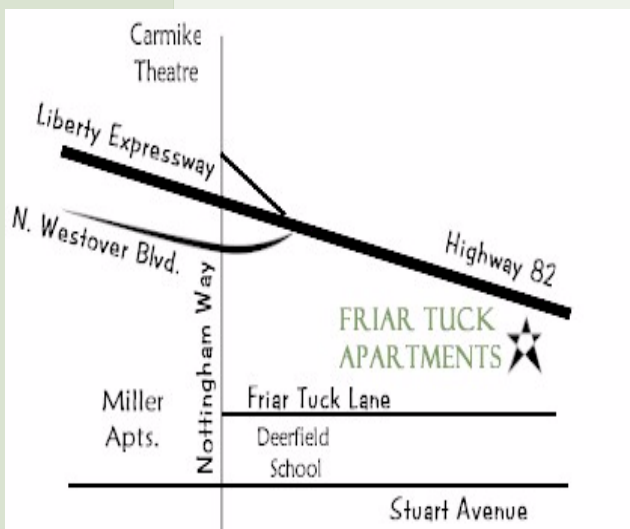 Carmike
Theatre
Liberty Expressway
N. Westover Blvd.
Highway 82
Nottingham Way
FRIAR TUCK
APARTMENTS
Miller
Apts.
Friar Tuck Lane
Deerfield
School
Stuart Avenue